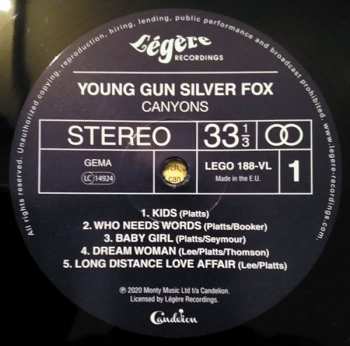 All rights reserved. Unauthorized copying, reproduction, hiring, lending, public performance and broadcast prohibited. www.legere-recordings.
Légère
RECORDINGS
YOUNG GUN SILVER FOX
CANYONS
STEREO
33 1/3
GEMA
LC 14924
LEGO 188-VL
Made in the E.U.
1
1. KIDS (Platts)
2. WHO NEEDS WORDS (Platts/Booker)
3. BABY GIRL (Platts/Seymour)
4. DREAM WOMAN (Lee/Platts/Thomson)
5. LONG DISTANCE LOVE AFFAIR (Lee/Platts)
℗ 2020 Monty Music Ltd t/a Candelion.
Licensed by Légère Recordings.
Candelion